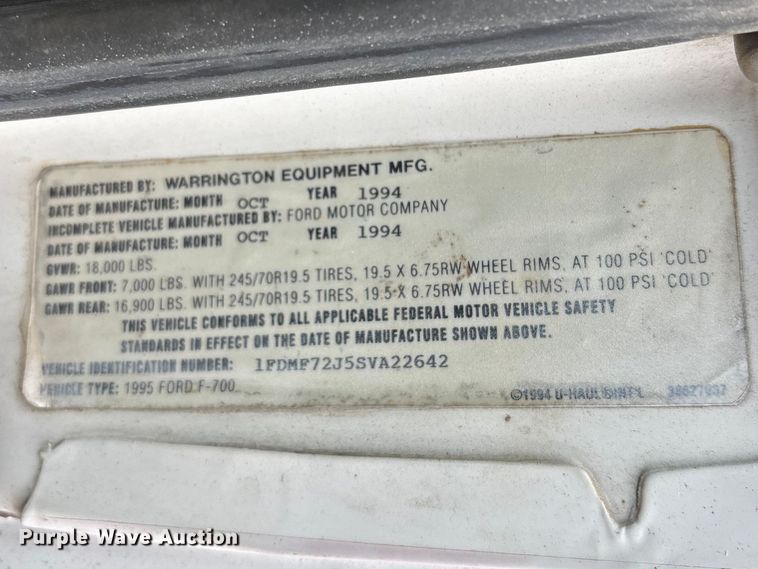 MANUFACTURED BY: WARRINGTON EQUIPMENT MFG.
DATE OF MANUFACTURE: MONTH OCT YEAR 1994
INCOMPLETE VEHICLE MANUFACTURED BY: FORD MOTOR COMPANY
DATE OF MANUFACTURE: MONTH OCT YEAR 1994
GVWR: 18,000 LBS.
GAWR FRONT: 7,000 LBS. WITH 245/70R19.5 TIRES, 19.5 X 6.75RW WHEEL RIMS, AT 100 PSI 'COLD'
GAWR REAR: 16,900 LBS. WITH 245/70R19.5 TIRES, 19.5 X 6.75RW WHEEL RIMS, AT 100 PSI 'COLD'
THIS VEHICLE CONFORMS TO ALL APPLICABLE FEDERAL MOTOR VEHICLE SAFETY
STANDARDS IN EFFECT ON THE DATE OF MANUFACTURE SHOWN ABOVE.
VEHICLE IDENTIFICATION NUMBER: 1FDMF72J5SVA22642
VEHICLE TYPE: 1995 FORD F-700
©1994 U-HAUL
Purple Wave Auction